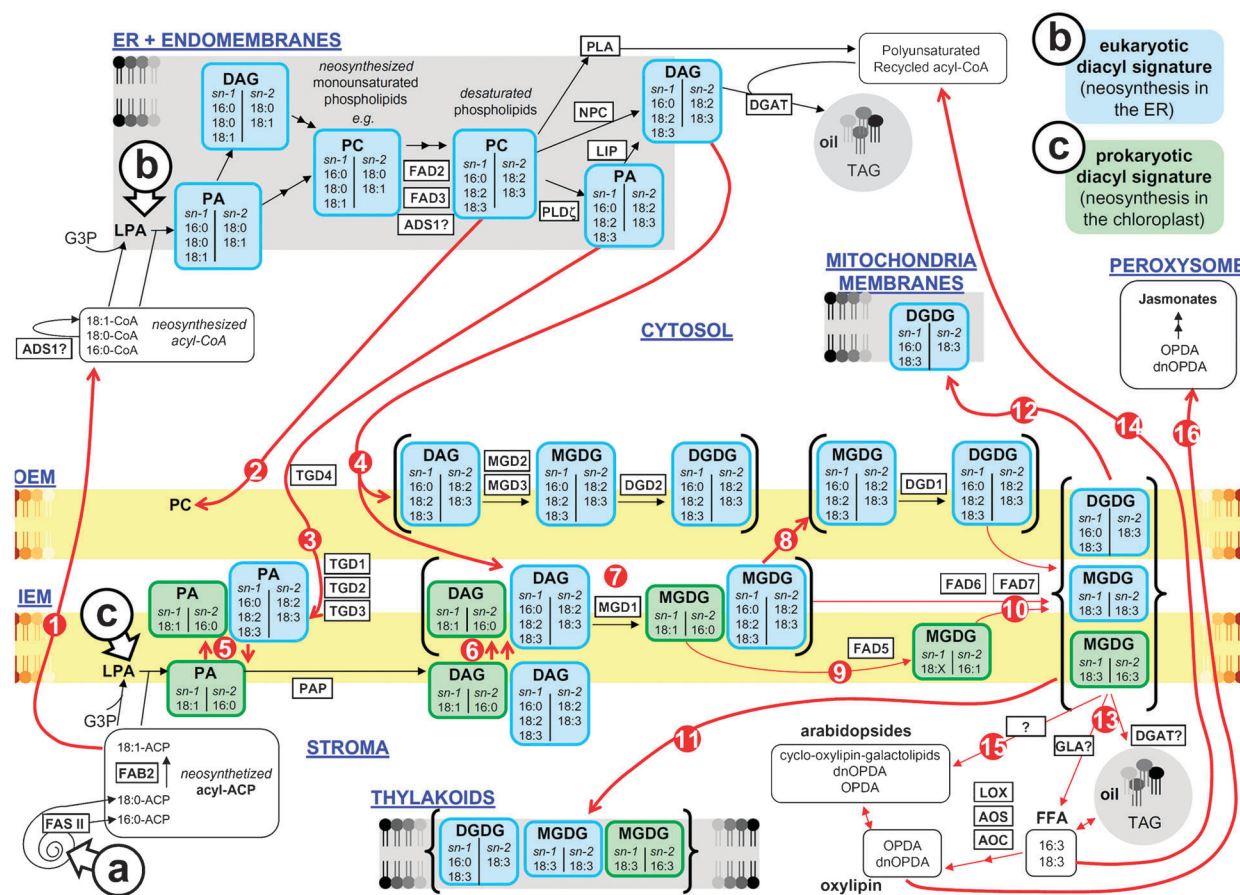 ER + ENDOMEMBRANES
DAG
sn-1 sn-2
16:0 18:0
18:0 18:1
18:1
neosynthesized
monounsaturated
phospholipids
e.g.
desaturated
phospholipids
PLA
DAG
sn-1 sn-2
16:0 18:2
18:2 18:3
18:3
Polyunsaturated
Recycled acyl-CoA
DGAT
oil
TAG
b
eukaryotic
diacyl signature
(neosynthesis in
the ER)
c
prokaryotic
diacyl signature
(neosynthesis in
the chloroplast)
b
PC
sn-1 sn-2
16:0 18:0
18:0 18:1
18:1
FAD2
FAD3
ADS1?
PC
sn-1 sn-2
16:0 18:2
18:2 18:3
18:3
NPC
LIP
PLDζ
PA
sn-1 sn-2
16:0 18:2
18:2 18:3
18:3
G3P
LPA
PA
sn-1 sn-2
16:0 18:0
18:0 18:1
18:1
18:1-CoA
18:0-CoA
16:0-CoA
neosynthesized
acyl-CoA
ADS1?
CYTOSOL
MITOCHONDRIA
MEMBRANES
DGDG
sn-1 sn-2
16:0 18:3
18:3
PEROXYSOME
Jasmonates
OPDA
dnOPDA
12
14
16
2
TGD4
4
DAG
sn-1 sn-2
16:0 18:2
18:2 18:3
18:3
MGD2
MGD3
MGDG
sn-1 sn-2
16:0 18:2
18:2 18:3
18:3
DGD2
DGDG
sn-1 sn-2
16:0 18:2
18:2 18:3
18:3
MGDG
sn-1 sn-2
16:0 18:2
18:2 18:3
18:3
DGD1
DGDG
sn-1 sn-2
16:0 18:2
18:2 18:3
18:3
OEM
PC
3
8
DGDG
sn-1 sn-2
16:0 18:3
18:3
MGDG
sn-1 sn-2
18:3 18:3
MGDG
sn-1 sn-2
18:3 16:3
IEM
1
c
LPA
G3P
PA
sn-1 sn-2
18:1 16:0
PA
sn-1 sn-2
16:0 18:2
18:2 18:3
18:3
TGD1
TGD2
TGD3
5
PA
sn-1 sn-2
18:1 16:0
PAP
DAG
sn-1 sn-2
18:1 16:0
DAG
sn-1 sn-2
16:0 18:2
18:2 18:3
18:3
7
MGD1
6
DAG
sn-1 sn-2
18:1 16:0
DAG
sn-1 sn-2
16:0 18:2
18:2 18:3
18:3
MGDG
sn-1 sn-2
18:1 16:0
MGDG
sn-1 sn-2
16:0 18:2
18:2 18:3
18:3
FAD6
FAD7
10
FAD5
9
MGDG
sn-1 sn-2
18:X 16:1
STROMA
18:1-ACP
FAB2
18:0-ACP
16:0-ACP
neosynthetized
acyl-ACP
FAS II
a
11
THYLAKOIDS
DGDG
sn-1 sn-2
16:0 18:3
18:3
MGDG
sn-1 sn-2
18:3 18:3
MGDG
sn-1 sn-2
18:3 16:3
arabidopsides
cyclo-oxylipin-galactolipids
dnOPDA
OPDA
15
?
13
GLA?
DGAT?
oil
TAG
LOX
AOS
AOC
FFA
16:3
18:3
OPDA
dnOPDA
oxylipin